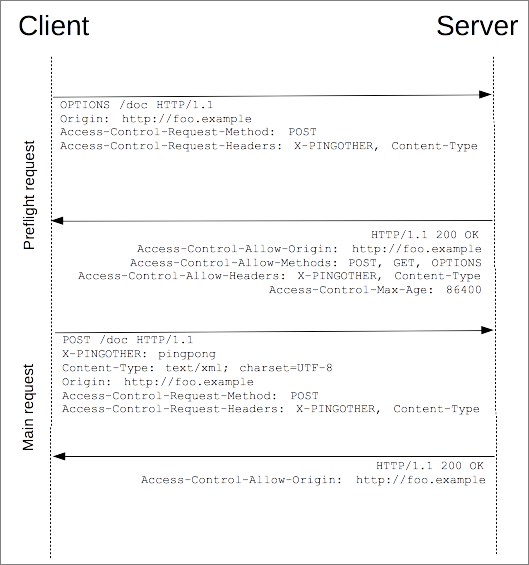 Client
Server
OPTIONS /doc HTTP/1.1
Origin: http://foo.example
Access-Control-Request-Method: POST
Access-Control-Request-Headers: X-PINGOTHER, Content-Type
Preflight request
HTTP/1.1 200 OK
Access-Control-Allow-Origin: http://foo.example
Access-Control-Allow-Methods: POST, GET, OPTIONS
Access-Control-Allow-Headers: X-PINGOTHER, Content-Type
Access-Control-Max-Age: 86400
POST /doc HTTP/1.1
X-PINGOTHER: pingpong
Content-Type: text/xml; charset=UTF-8
Origin: http://foo.example
Access-Control-Request-Method: POST
Access-Control-Request-Headers: X-PINGOTHER, Content-Type
Main request
HTTP/1.1 200 OK
Access-Control-Allow-Origin: http://foo.example